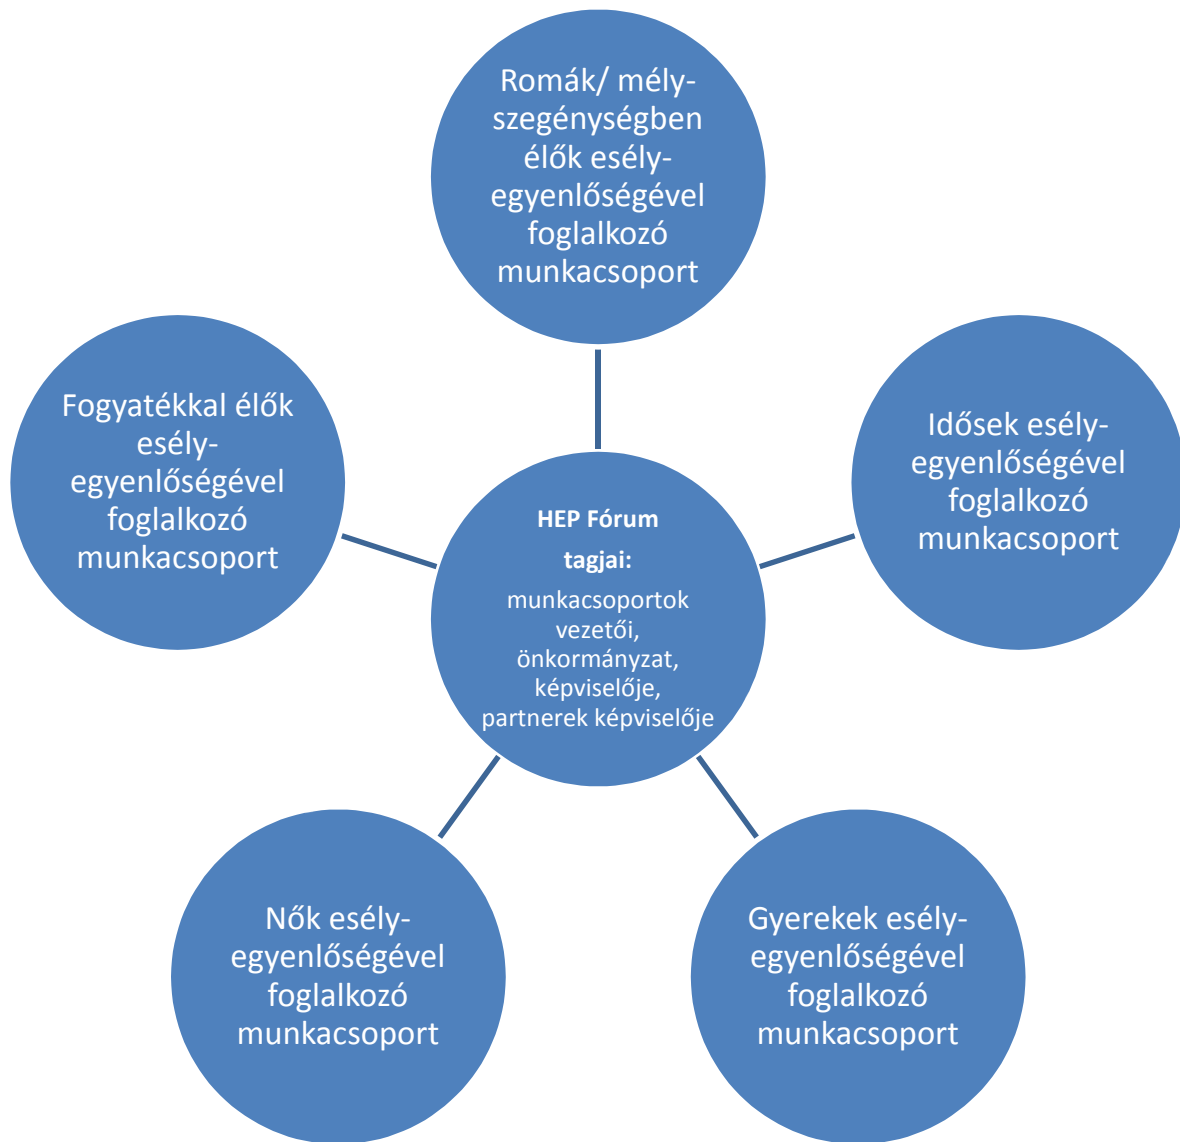 Romák/ mély-
szegénységben
élők esély-
egyenlőségével
foglalkozó
munkacsoport
Fogyatékkal élők
esély-
egyenlőségével
foglalkozó
munkacsoport
Idősek esély-
egyenlőségével
foglalkozó
munkacsoport
HEP Fórum
tagjai:
munkacsoportok
vezetői,
önkormányzat,
képviselője,
partnerek képviselője
Nők esély-
egyenlőségével
foglalkozó
munkacsoport
Gyerekek esély-
egyenlőségével
foglalkozó
munkacsoport